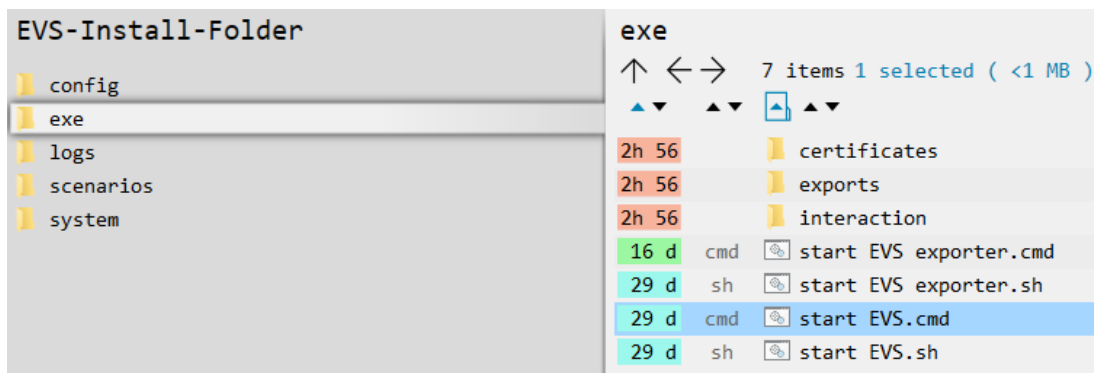 EVS-Install-Folder
config
exe
logs
scenarios
system
exe
7 items 1 selected ( <1 MB )
2h 56 certificates
2h 56 exports
2h 56 interaction
16 d cmd start EVS exporter.cmd
29 d sh start EVS exporter.sh
29 d cmd start EVS.cmd
29 d sh start EVS.sh